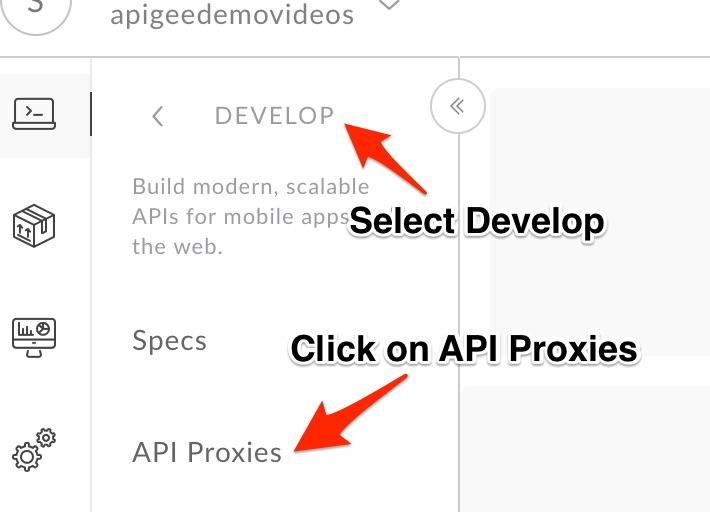 S
apigeedemovideos
DEVELOP
Build modern, scalable
APIs for mobile apps
the web.
Select Develop
Specs
Click on API Proxies
API Proxies